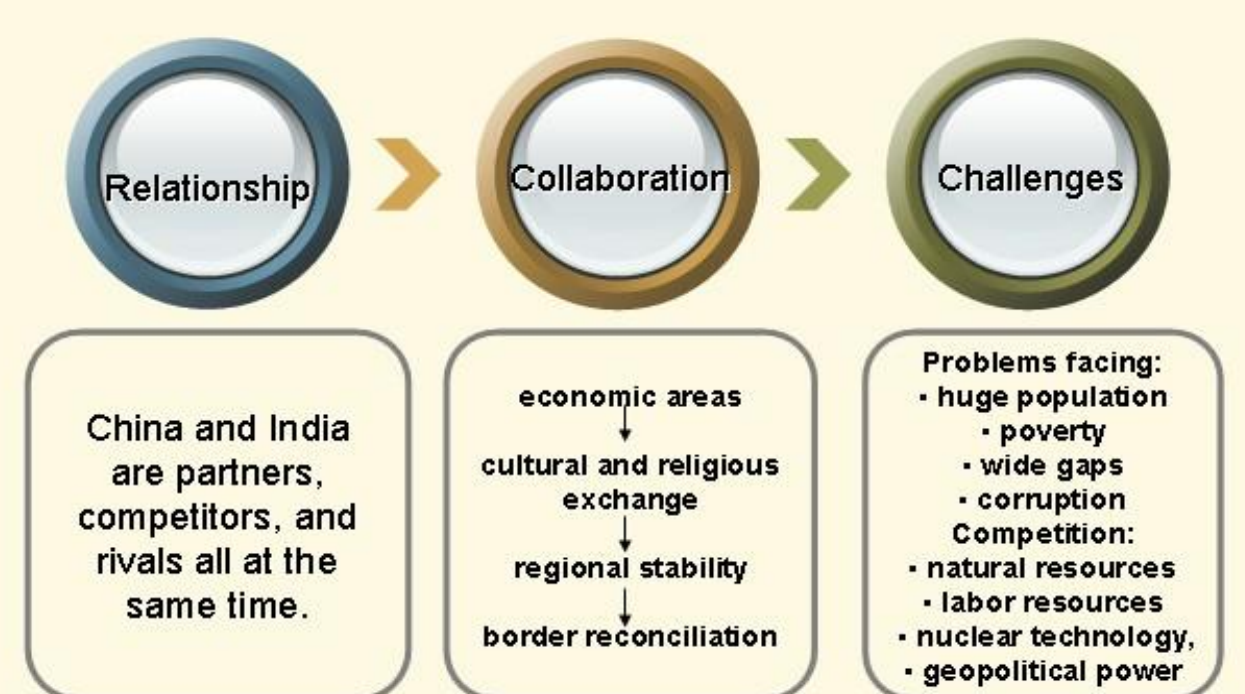 Relationship
Collaboration
Challenges
China and India
are partners,
competitors, and
rivals all at the
same time.
economic areas
cultural and religious
exchange
regional stability
border reconciliation
Problems facing:
▪ huge population
▪ poverty
▪ wide gaps
▪ corruption
Competition:
▪ natural resources
▪ labor resources
▪ nuclear technology,
▪ geopolitical power